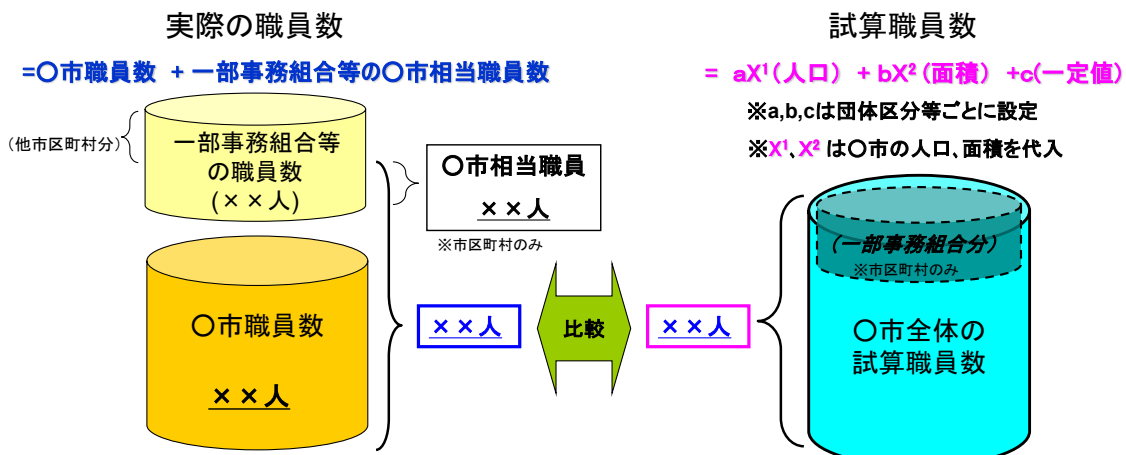 実際の職員数
=〇市職員数 + 一部事務組合等の〇市相当職員数
(他市区町村分)
一部事務組合等
の職員数
(××人)
〇市相当職員
××人
※市区町村のみ
〇市職員数
××人
××人
比較
××人
試算職員数
= aX¹(人口) + bX²(面積) +c(一定値)
※a,b,cは団体区分等ごとに設定
※X¹、X² は〇市の人口、面積を代入
(一部事務組合分)
※市区町村のみ
〇市全体の
試算職員数